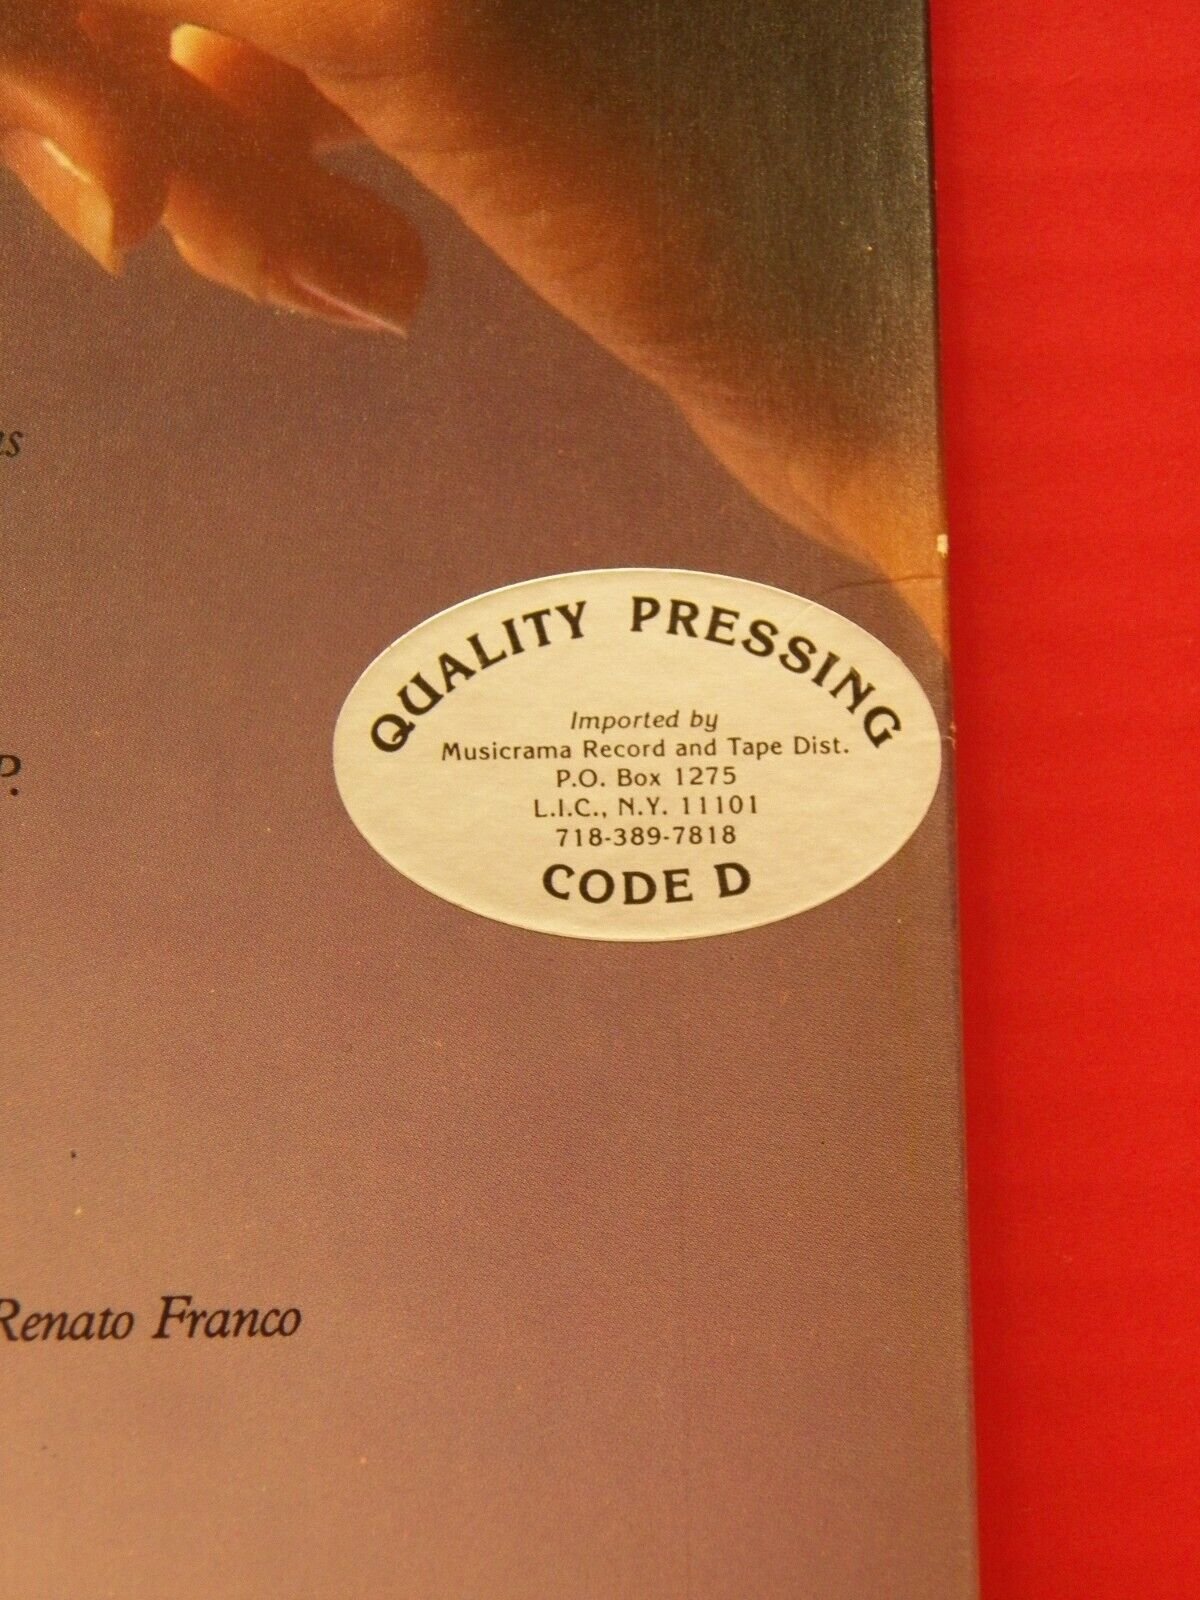 QUALITY PRESSING
Imported by
Musicrama Record and Tape Dist.
P.O. Box 1275
L.I.C., N.Y. 11101
718-389-7818
CODE D
P.
Renato Franco